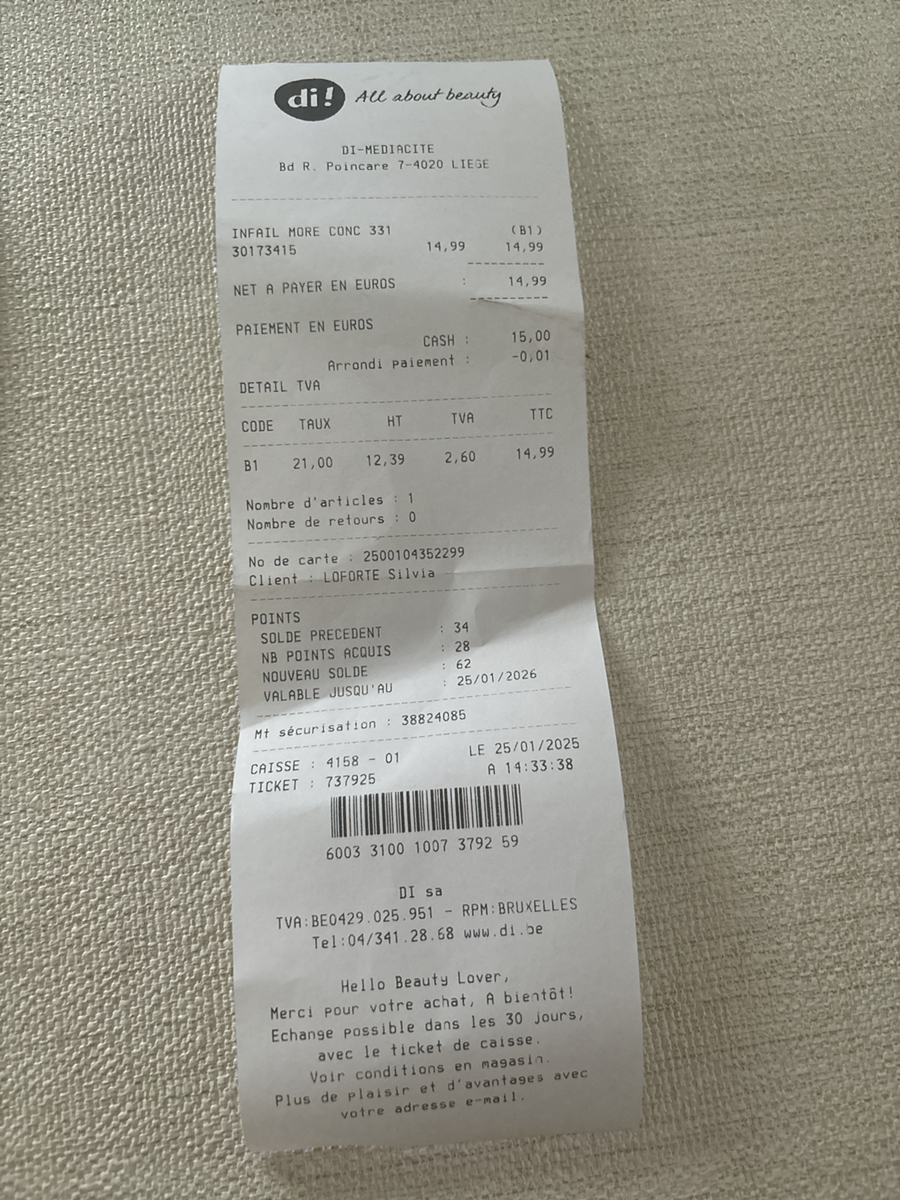 di! All about beauty
DI-MEDIACITE
Bd R. Poincare 7-4020 LIEGE
INFAIL MORE CONC 331 (B1)
30173415 14,99 14,99
NET A PAYER EN EUROS : 14,99
PAIEMENT EN EUROS
CASH : 15,00
Arrondi paiement : -0,01
DETAIL TVA
CODE TAUX HT TVA TTC
B1 21,00 12,39 2,60 14,99
Nombre d'articles : 1
Nombre de retours : 0
No de carte : 2500104352299
Client : LOFORTE Silvia
POINTS
SOLDE PRECEDENT : 34
NB POINTS ACQUIS : 28
NOUVEAU SOLDE : 62
VALABLE JUSQU'AU : 25/01/2026
Mt sécurisation : 38824085
CAISSE : 4158 - 01 LE 25/01/2025
TICKET : 737925 A 14:33:38
6003 3100 1007 3792 59
DI sa
TVA:BE0429.025.951 - RPM:BRUXELLES
Tel:04/341.28.68 www.di.be
Hello Beauty Lover,
Merci pour votre achat, A bientôt!
Echange possible dans les 30 jours,
avec le ticket de caisse.
Voir conditions en magasin.
Plus de plaisir et d'avantages avec
votre adresse e-mail.